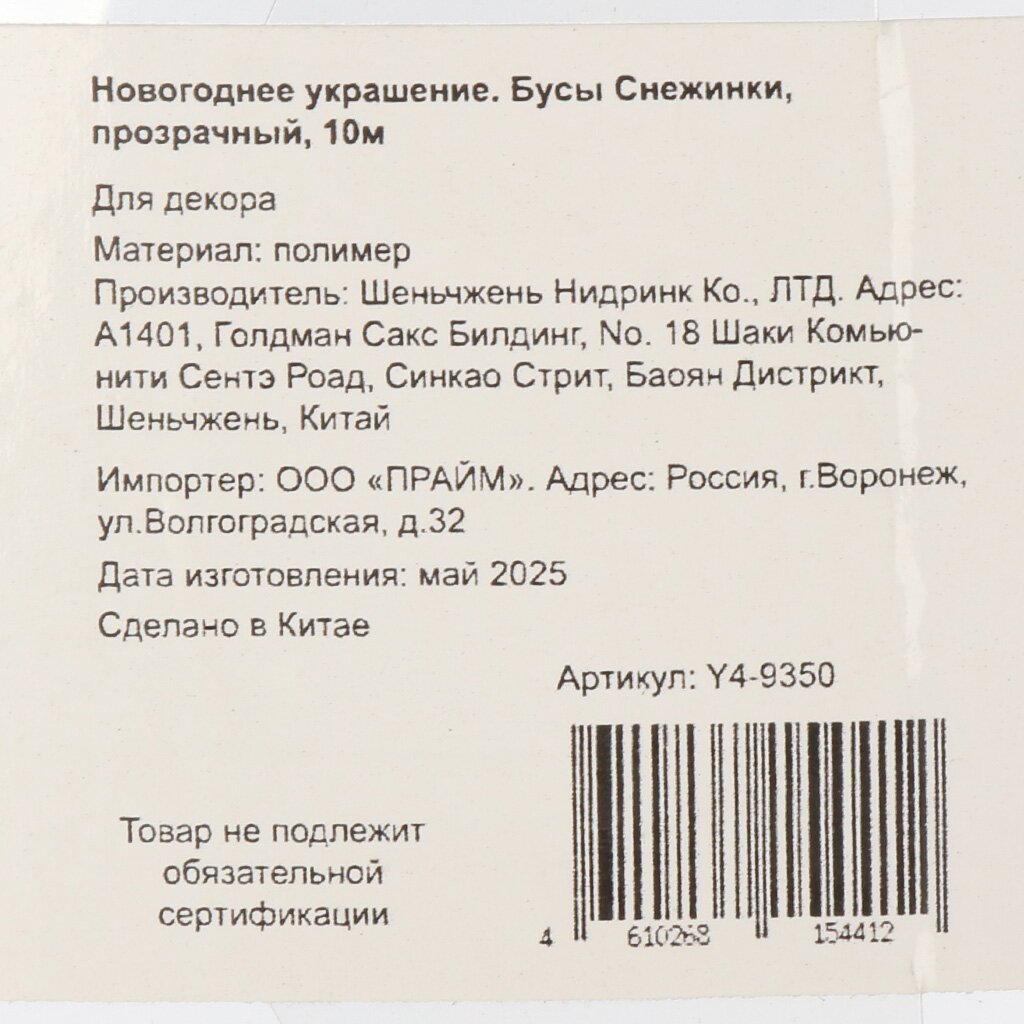 Новогоднее украшение. Бусы Снежинки,
прозрачный, 10м
Для декора
Материал: полимер
Производитель: Шеньчжень Нидринк Ко., ЛТД. Адрес:
А1401, Голдман Сакс Билдинг, No. 18 Шаки Комью-
нити Сентэ Роад, Синкао Стрит, Баоян Дистрикт,
Шеньчжень, Китай
Импортер: ООО «ПРАЙМ». Адрес: Россия, г.Воронеж,
ул.Волгоградская, д.32
Дата изготовления: май 2025
Сделано в Китае
Артикул: Y4-9350
Товар не подлежит
обязательной
сертификации
4 610268 154412